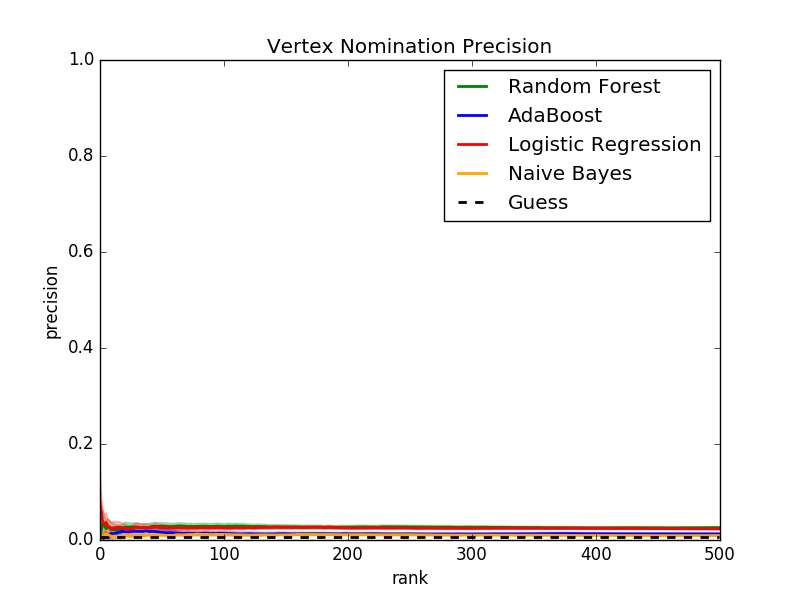 Vertex Nomination Precision
1.0
0.8
0.6
0.4
0.2
0.0
precision
Random Forest
AdaBoost
Logistic Regression
Naive Bayes
Guess
0 100 200 300 400 500
rank